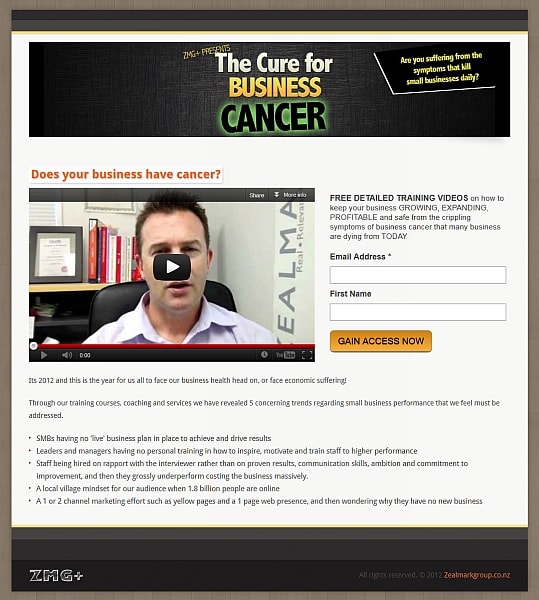 ZMG+ PRESENTS
The Cure for
BUSINESS
CANCER
Are you suffering from the
symptoms that kill
small businesses daily?
Does your business have cancer?
Share More info
ZEALMA
Real • Relevan
0:00
YouTube
FREE DETAILED TRAINING VIDEOS on how to
keep your business GROWING, EXPANDING,
PROFITABLE and safe from the crippling
symptoms of business cancer that many business
are dying from TODAY
Email Address *
First Name
GAIN ACCESS NOW
Its 2012 and this is the year for us all to face our business health head on, or face economic suffering!
Through our training courses, coaching and services we have revealed 5 concerning trends regarding small business performance that we feel must be
addressed.
• SMBs having no 'live' business plan in place to achieve and drive results
• Leaders and managers having no personal training in how to inspire, motivate and train staff to higher performance
• Staff being hired on rapport with the interviewer rather than on proven results, communication skills, ambition and commitment to
improvement, and then they grossly underperform costing the business massively.
• A local village mindset for our audience when 1.8 billion people are online
• A 1 or 2 channel marketing effort such as yellow pages and a 1 page web presence, and then wondering why they have no new business
ZMG+
All rights reserved. © 2012 Zealmarkgroup.co.nz